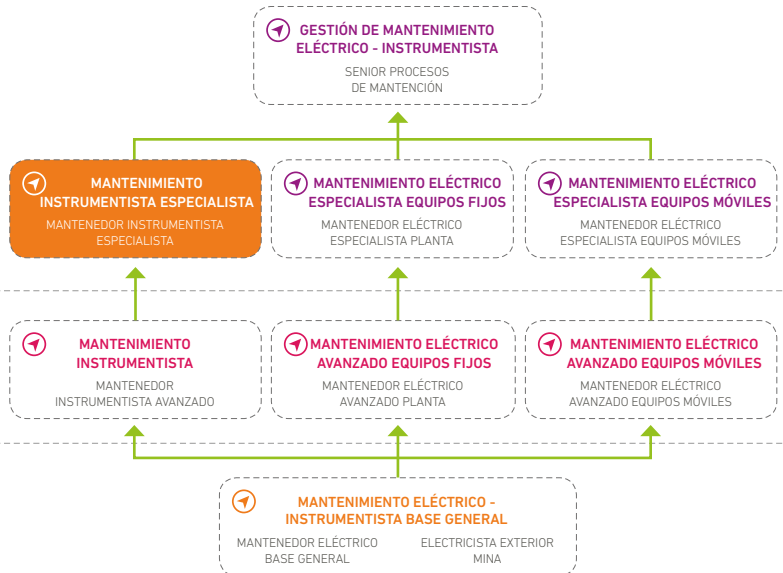 GESTIÓN DE MANTENIMIENTO
ELÉCTRICO - INSTRUMENTISTA
SENIOR PROCESOS
DE MANTENCIÓN
MANTENIMIENTO
INSTRUMENTISTA ESPECIALISTA
MANTENEDOR INSTRUMENTISTA
ESPECIALISTA
MANTENIMIENTO ELÉCTRICO
ESPECIALISTA EQUIPOS FIJOS
MANTENEDOR ELÉCTRICO
ESPECIALISTA PLANTA
MANTENIMIENTO ELÉCTRICO
ESPECIALISTA EQUIPOS MÓVILES
MANTENEDOR ELÉCTRICO
ESPECIALISTA EQUIPOS MÓVILES
MANTENIMIENTO
INSTRUMENTISTA
MANTENEDOR
INSTRUMENTISTA AVANZADO
MANTENIMIENTO ELÉCTRICO
AVANZADO EQUIPOS FIJOS
MANTENEDOR ELÉCTRICO
AVANZADO PLANTA
MANTENIMIENTO ELÉCTRICO
AVANZADO EQUIPOS MÓVILES
MANTENEDOR ELÉCTRICO
AVANZADO EQUIPOS MÓVILES
MANTENIMIENTO ELÉCTRICO -
INSTRUMENTISTA BASE GENERAL
MANTENEDOR ELÉCTRICO
BASE GENERAL
ELECTRICISTA EXTERIOR
MINA